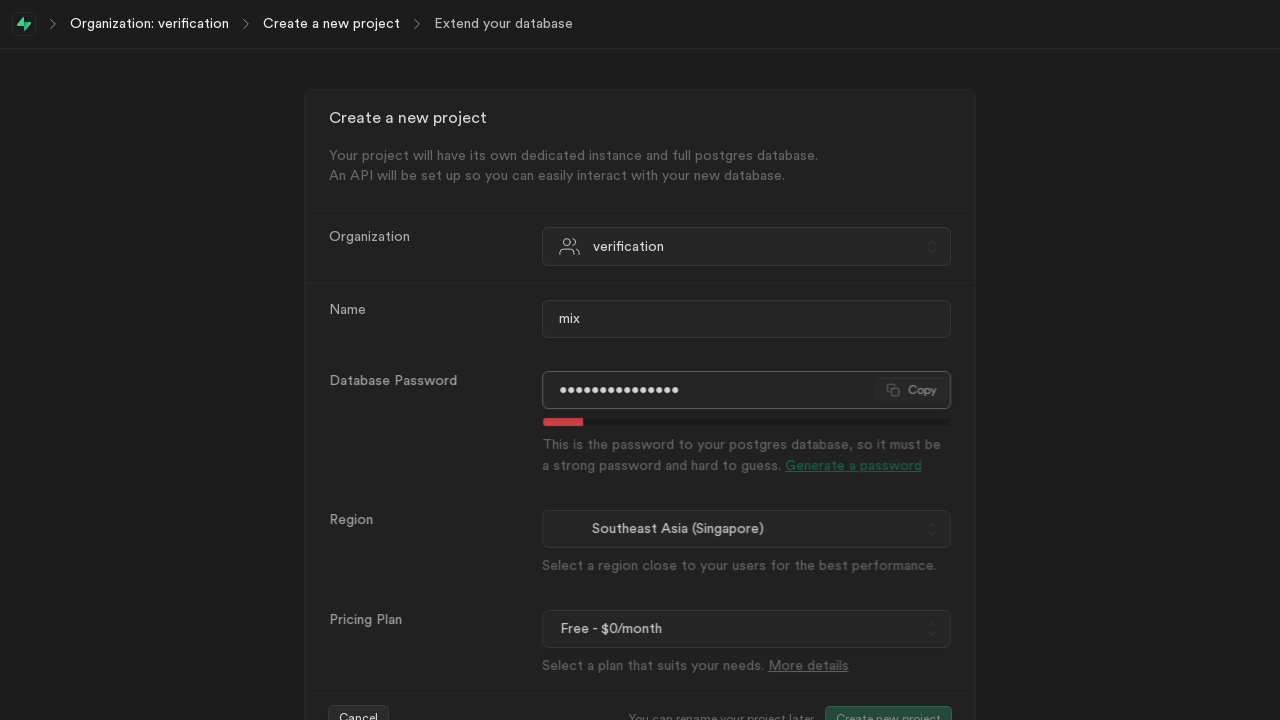 Organization: verification
Create a new project
Extend your database
Create a new project
Your project will have its own dedicated instance and full postgres database.
An API will be set up so you can easily interact with your new database.
Organization
verification
Name
mix
Database Password
•••••••••••••••
Copy
This is the password to your postgres database, so it must be
a strong password and hard to guess. Generate a password
Region
Southeast Asia (Singapore)
Select a region close to your users for the best performance.
Pricing Plan
Free - $0/month
Select a plan that suits your needs. More details
Cancel
You can rename your project later
Create new project